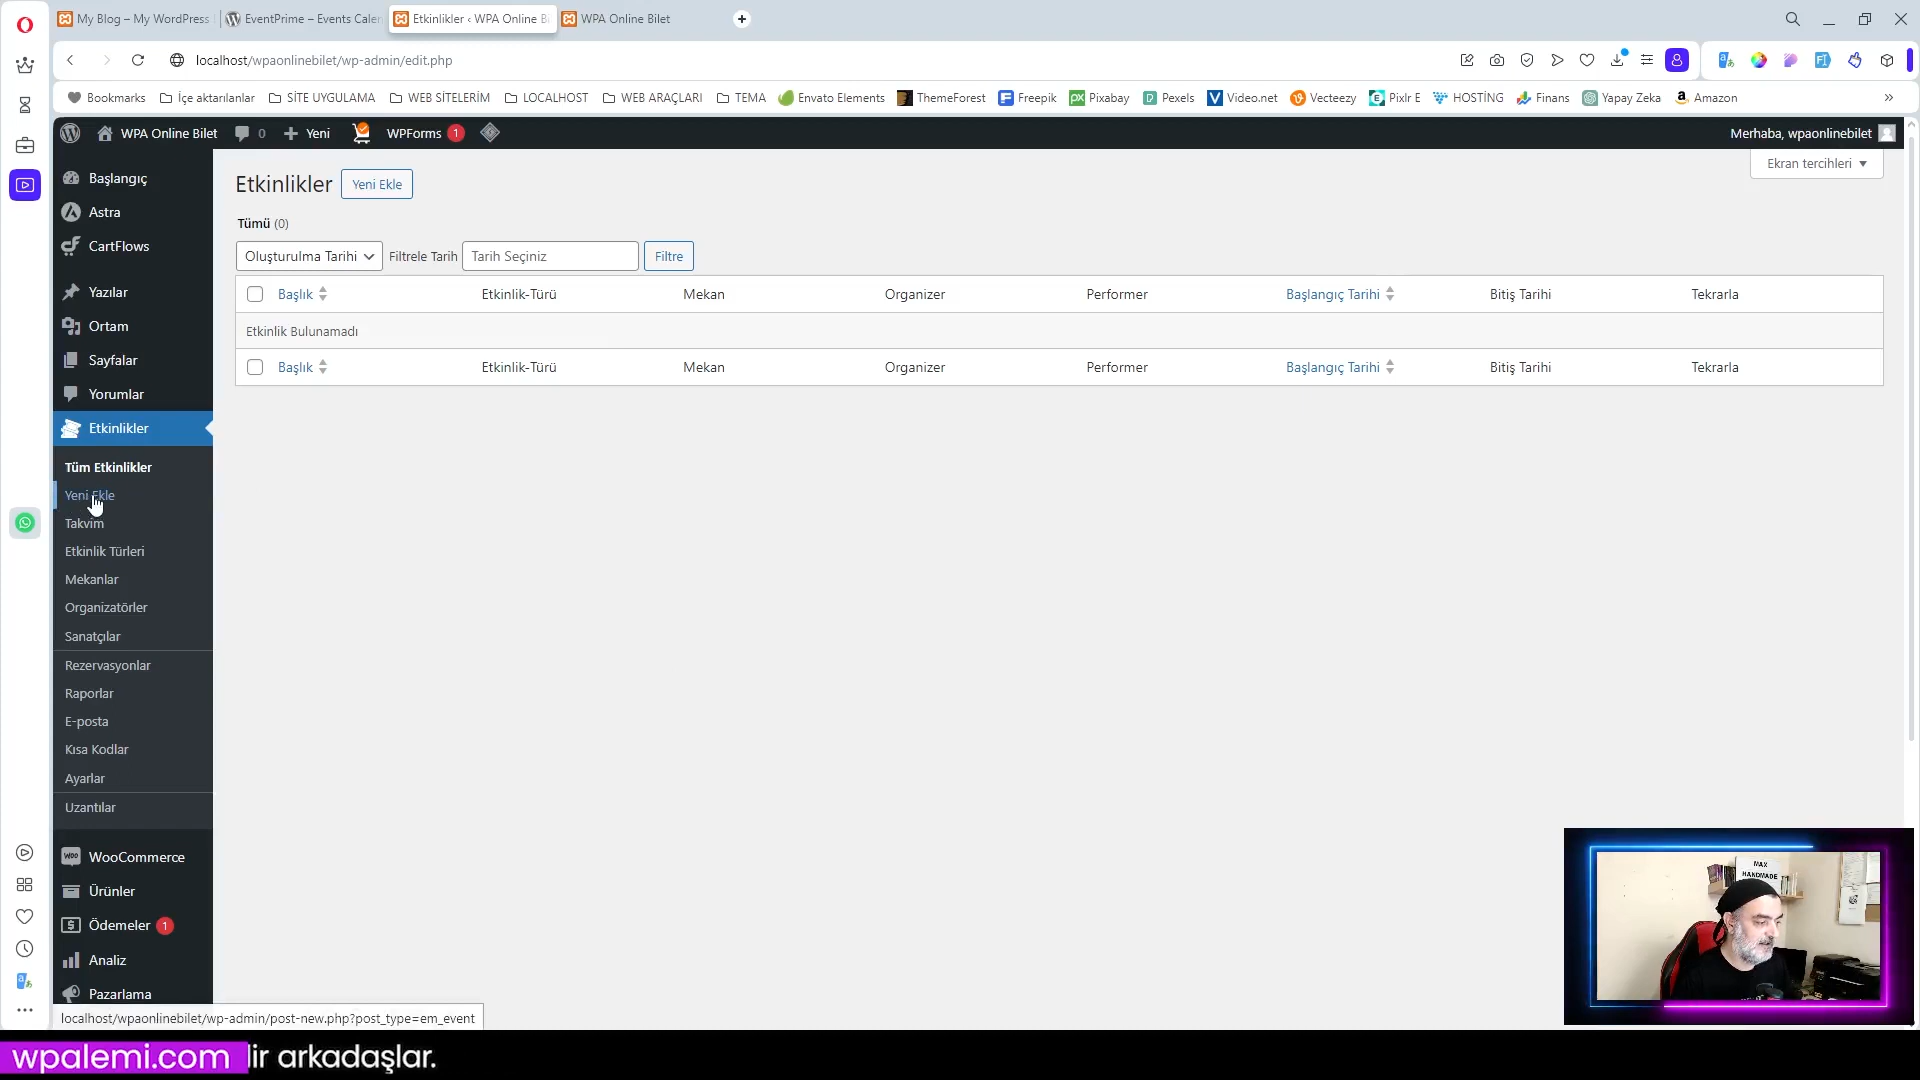 My Blog – My WordPress
EventPrime – Events Calen
Etkinlikler ‹ WPA Online Bi
WPA Online Bilet
localhost/wpaonlinebilet/wp-admin/edit.php
Bookmarks
İçe aktarılanlar
SİTE UYGULAMA
WEB SİTELERİM
LOCALHOST
WEB ARAÇLARI
TEMA
Envato Elements
ThemeForest
Freepik
Pixabay
Pexels
Video.net
Vecteezy
Pixlr E
HOSTİNG
Finans
Yapay Zeka
Amazon
WPA Online Bilet
0
Yeni
WPForms 1
Merhaba, wpaonlinebilet
Başlangıç
Astra
CartFlows
Yazılar
Ortam
Sayfalar
Yorumlar
Etkinlikler
Tüm Etkinlikler
Yeni Ekle
Takvim
Etkinlik Türleri
Mekanlar
Organizatörler
Sanatçılar
Rezervasyonlar
Raporlar
E-posta
Kısa Kodlar
Ayarlar
Uzantılar
WooCommerce
Ürünler
Ödemeler 1
Analiz
Pazarlama
Ekran tercihleri
Etkinlikler Yeni Ekle
Tümü (0)
Oluşturulma Tarihi Filtrele Tarih Tarih Seçiniz Filtre
Başlık Etkinlik-Türü Mekan Organizer Performer Başlangıç Tarihi Bitiş Tarihi Tekrarla
Etkinlik Bulunamadı
Başlık Etkinlik-Türü Mekan Organizer Performer Başlangıç Tarihi Bitiş Tarihi Tekrarla
MAX
HANDMADE
localhost/wpaonlinebilet/wp-admin/post-new.php?post_type=em_event
wpalemi.com lir arkadaşlar.